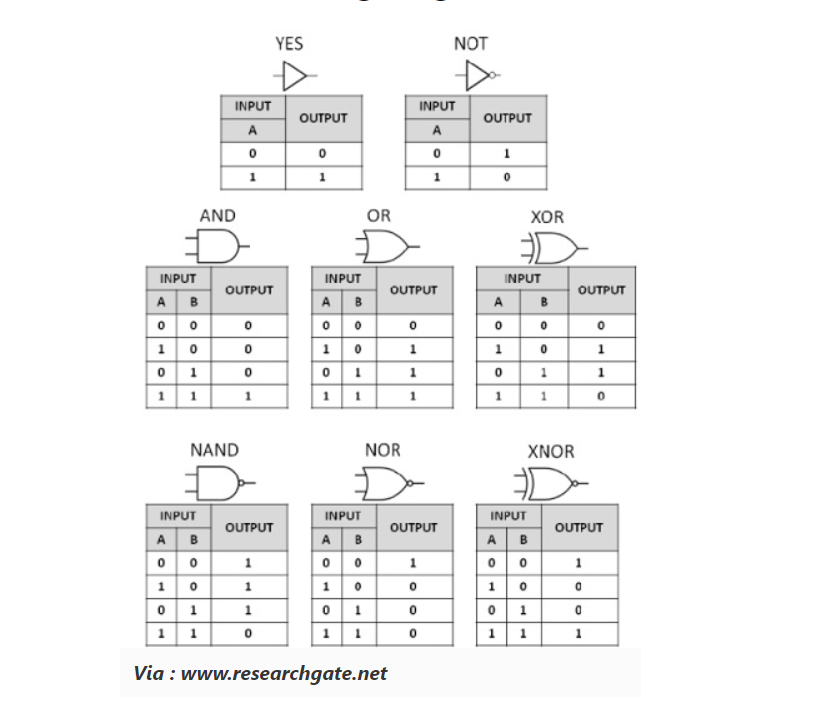 YES NOT
INPUT OUTPUT INPUT OUTPUT
A A
0 0 0 1
1 1 1 0
AND OR XOR
INPUT OUTPUT INPUT OUTPUT INPUT OUTPUT
A B A B A B
0 0 0 0 0 0 0 0 0
1 0 0 1 0 1 1 0 1
0 1 0 0 1 1 0 1 1
1 1 1 1 1 1 1 1 0
NAND NOR XNOR
INPUT OUTPUT INPUT OUTPUT INPUT OUTPUT
A B A B A B
0 0 1 0 0 1 0 0 1
1 0 1 1 0 0 1 0 0
0 1 1 0 1 0 0 1 0
1 1 0 1 1 0 1 1 1
Via : www.researchgate.net